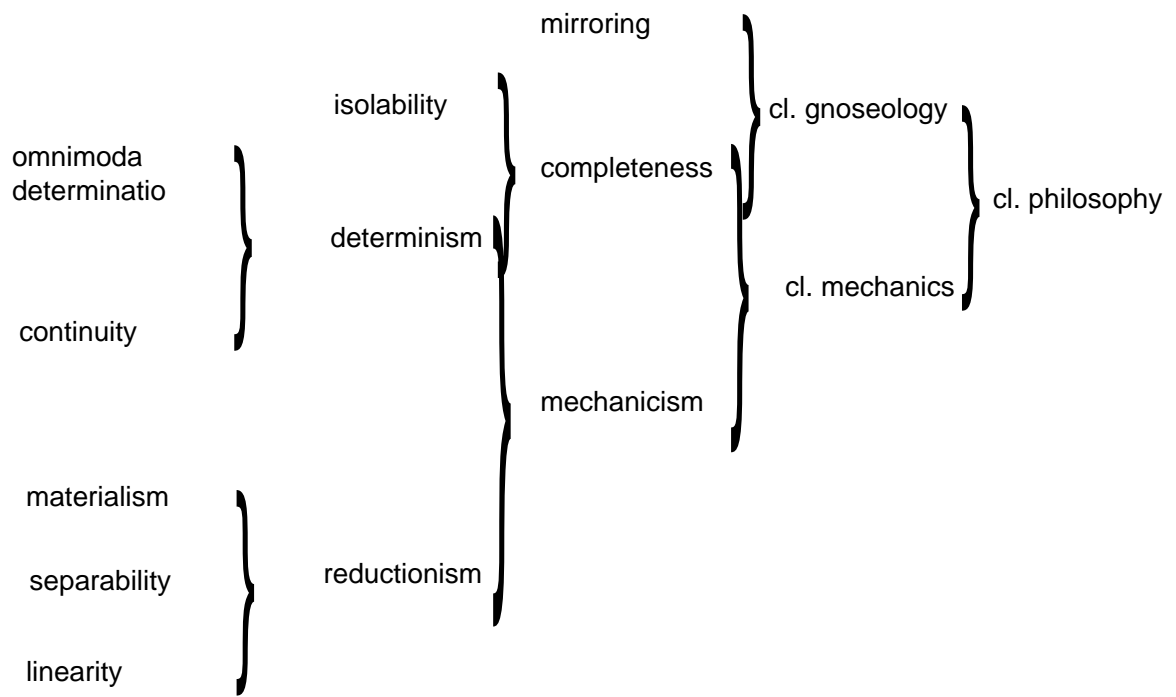 mirroring
isolability
cl. gnoseology
omnimoda
determinatio
completeness
cl. philosophy
determinism
cl. mechanics
continuity
mechanicism
materialism
separability
reductionism
linearity